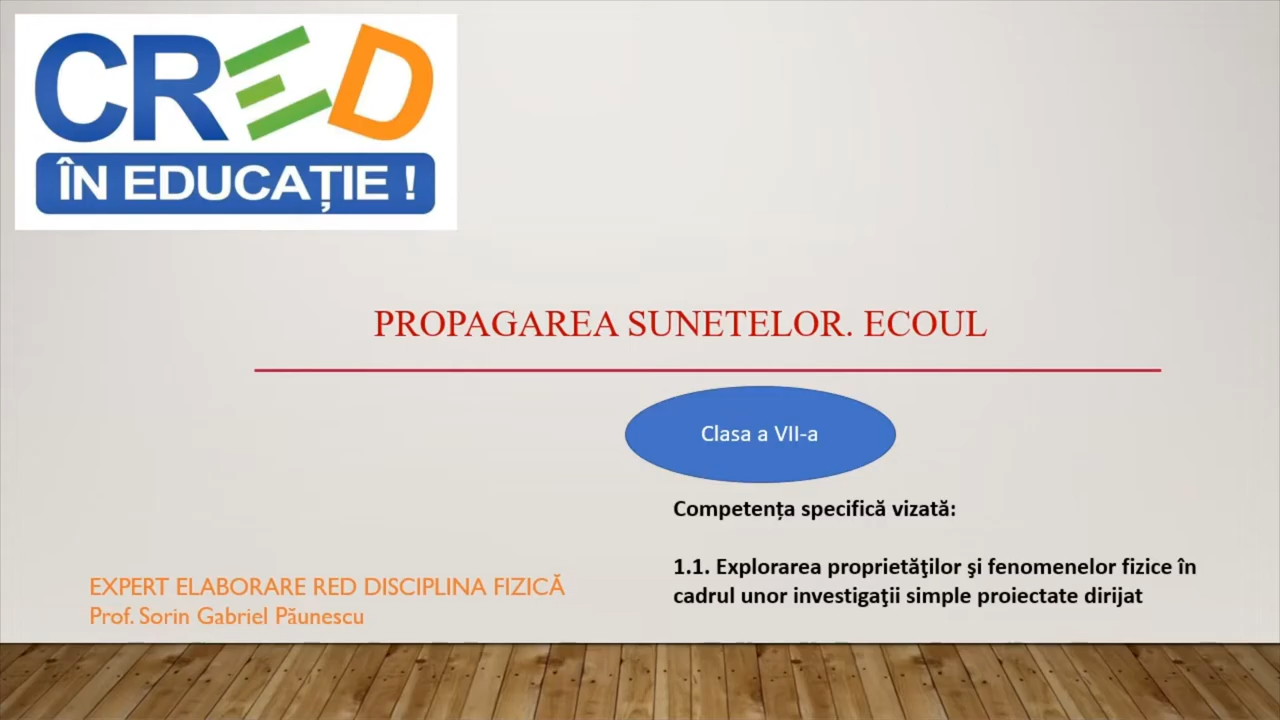 CRED
ÎN EDUCAȚIE !
PROPAGAREA SUNETELOR. ECOUL
Clasa a VII-a
Competența specifică vizată:
1.1. Explorarea proprietăţilor şi fenomenelor fizice în
cadrul unor investigaţii simple proiectate dirijat
EXPERT ELABORARE RED DISCIPLINA FIZICĂ
Prof. Sorin Gabriel Păunescu